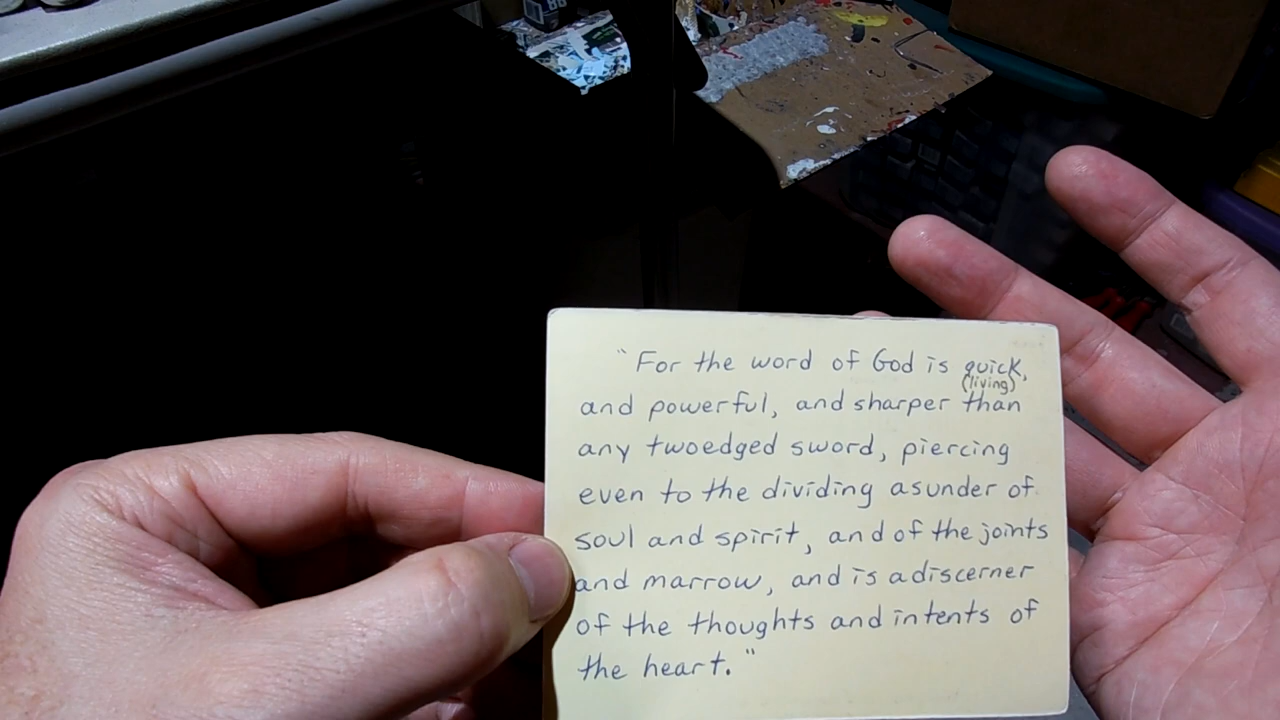 "For the word of God is quick,
(living)
and powerful, and sharper than
any twoedged sword, piercing
even to the dividing asunder of
soul and spirit, and of the joints
and marrow, and is a discerner
of the thoughts and intents of
the heart."